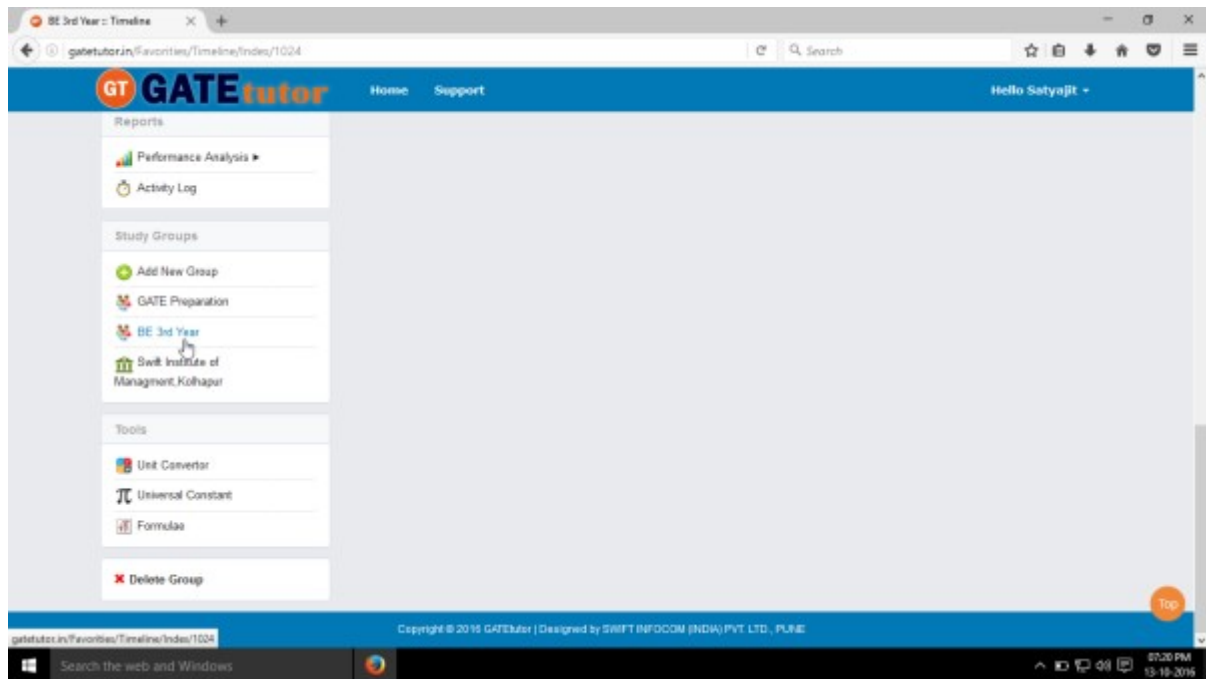 BE 3rd Year :: Timeline
gatetutor.in/Favorities/Timeline/Index/1024
Search
GT GATEtutor Home Support Hello Satyajit
Reports
Performance Analysis
Activity Log
Study Groups
Add New Group
GATE Preparation
BE 3rd Year
Swift Institute of
Managment,Kolhapur
Tools
Unit Convertor
Universal Constant
Formulae
Delete Group
Top
Copyright © 2016 GATEtutor | Designed by SWIFT INFOCOM (INDIA) PVT. LTD., PUNE
gatetutor.in/Favorities/Timeline/Index/1024
Search the web and Windows
07:20 PM
13-10-2016